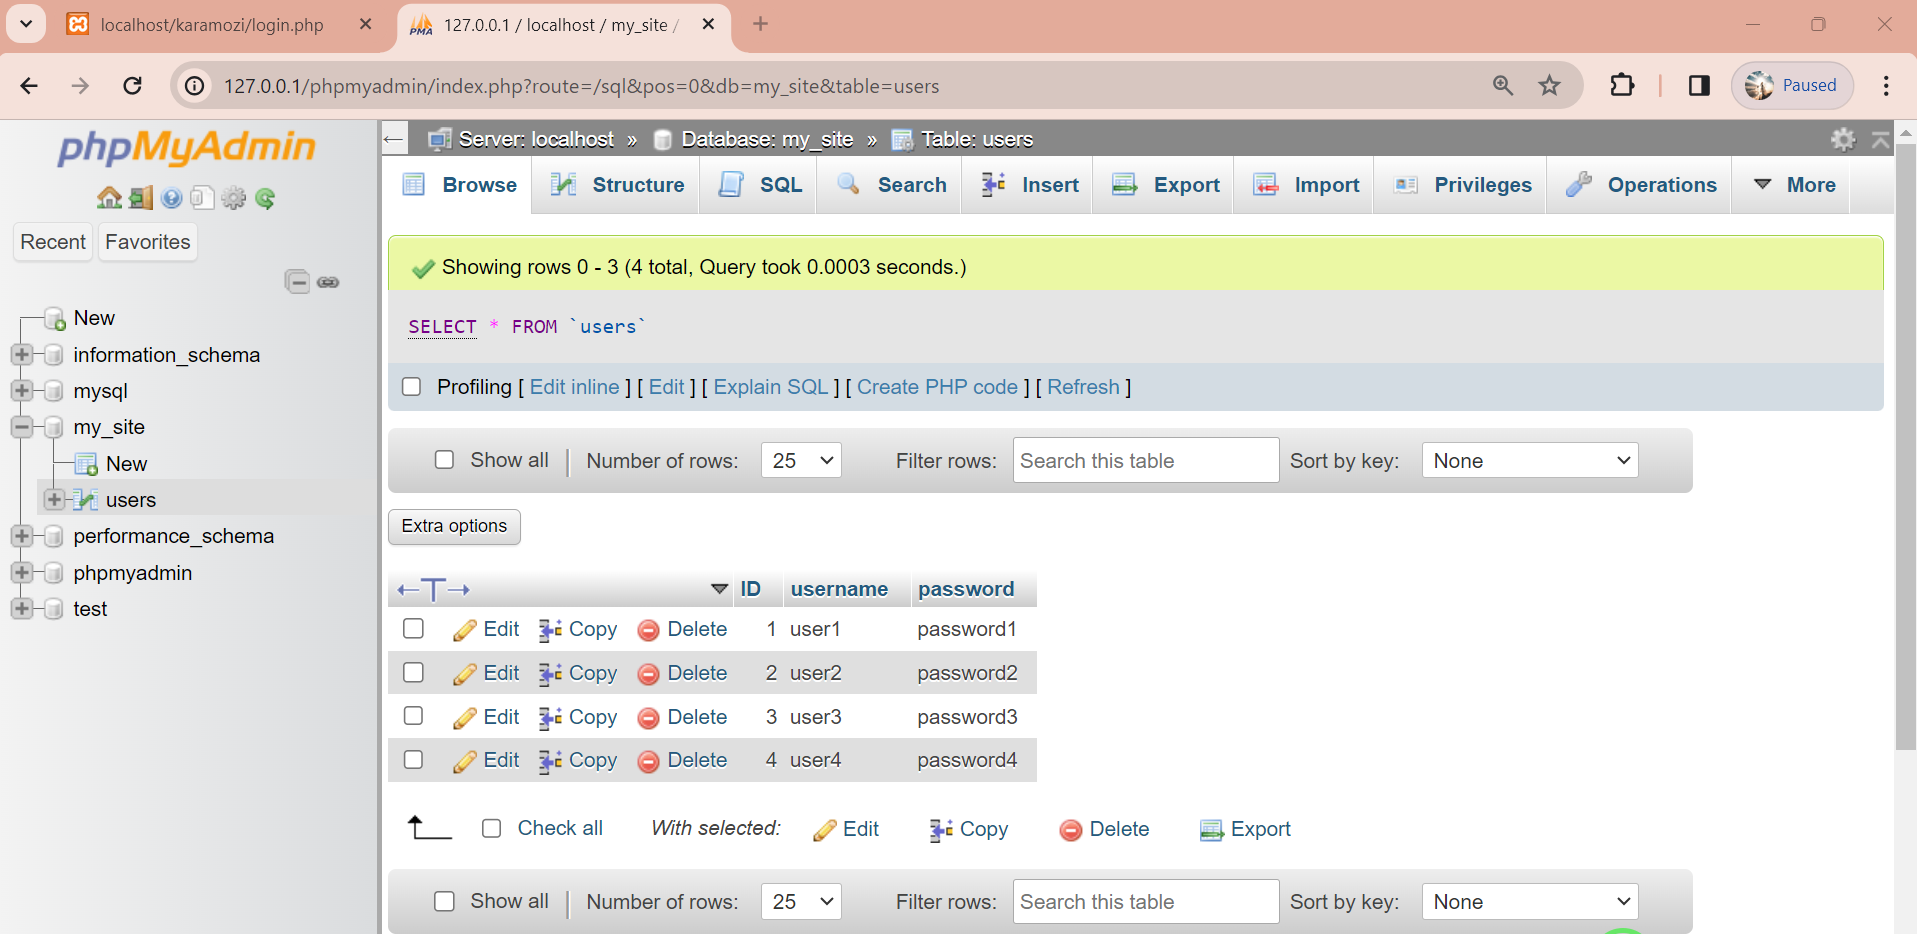 localhost/karamozi/login.php
127.0.0.1 / localhost / my_site /
127.0.0.1/phpmyadmin/index.php?route=/sql&pos=0&db=my_site&table=users
Paused
phpMyAdmin
Recent Favorites
New
information_schema
mysql
my_site
New
users
performance_schema
phpmyadmin
test
Server: localhost » Database: my_site » Table: users
Browse Structure SQL Search Insert Export Import Privileges Operations More
Showing rows 0 - 3 (4 total, Query took 0.0003 seconds.)
SELECT * FROM `users`
Profiling [ Edit inline ] [ Edit ] [ Explain SQL ] [ Create PHP code ] [ Refresh ]
Show all | Number of rows: 25 Filter rows: Search this table Sort by key: None
Extra options
←T→ ID username password
Edit Copy Delete 1 user1 password1
Edit Copy Delete 2 user2 password2
Edit Copy Delete 3 user3 password3
Edit Copy Delete 4 user4 password4
Check all With selected: Edit Copy Delete Export
Show all | Number of rows: 25 Filter rows: Search this table Sort by key: None